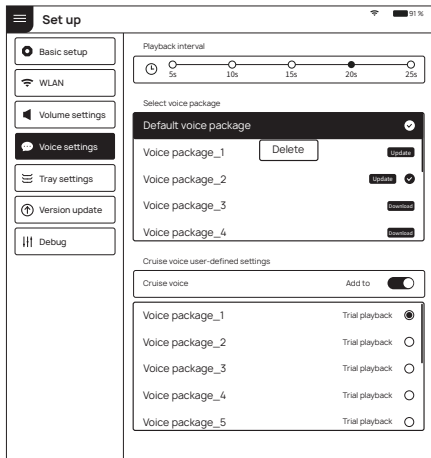 Set up
91 %
Basic setup
WLAN
Volume settings
Voice settings
Tray settings
Version update
Debug
Playback interval
5s 10s 15s 20s 25s
Select voice package
Default voice package
Voice package_1 Delete Update
Voice package_2 Update
Voice package_3 Download
Voice package_4 Download
Cruise voice user-defined settings
Cruise voice Add to
Voice package_1 Trial playback
Voice package_2 Trial playback
Voice package_3 Trial playback
Voice package_4 Trial playback
Voice package_5 Trial playback